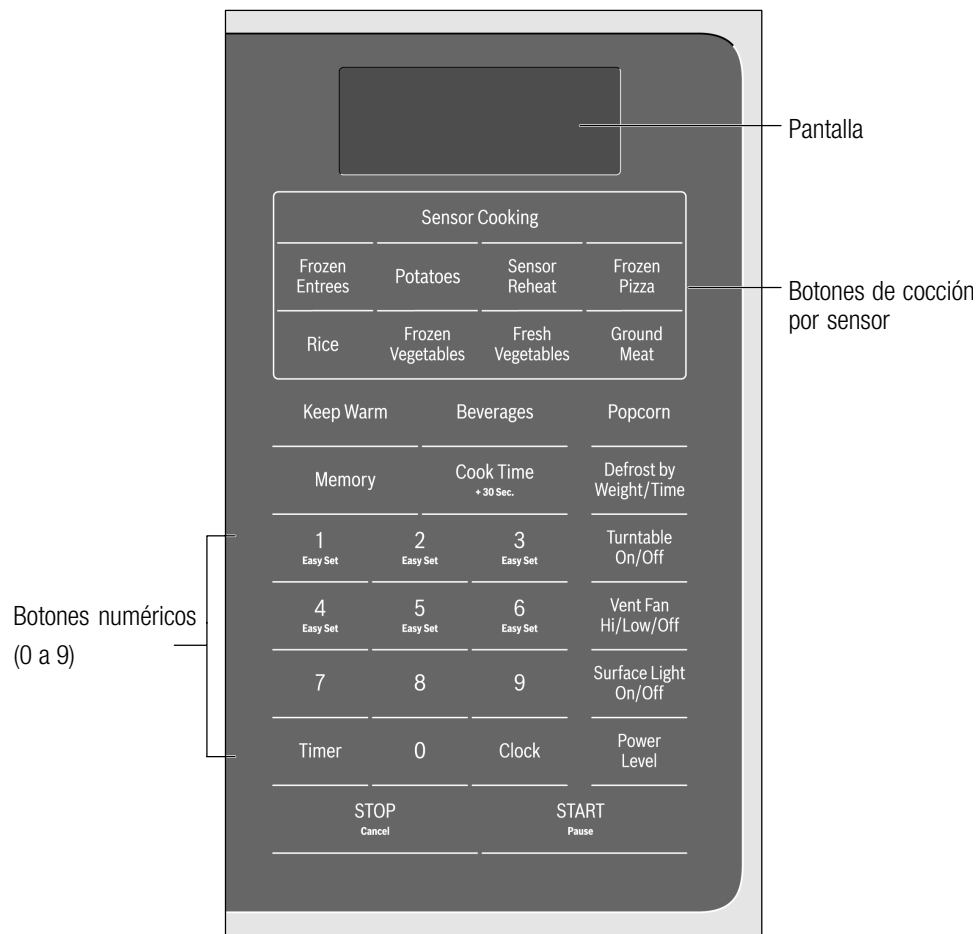 Pantalla
Sensor Cooking
Frozen
Entrees
Potatoes
Sensor
Reheat
Frozen
Pizza
Botones de cocción
por sensor
Rice
Frozen
Vegetables
Fresh
Vegetables
Ground
Meat
Keep Warm
Beverages
Popcorn
Memory
Cook Time
+ 30 Sec.
Defrost by
Weight/Time
1
Easy Set
2
Easy Set
3
Easy Set
Turntable
On/Off
Botones numéricos
(0 a 9)
4
Easy Set
5
Easy Set
6
Easy Set
Vent Fan
Hi/Low/Off
7
8
9
Surface Light
On/Off
Timer
0
Clock
Power
Level
STOP
Cancel
START
Pause